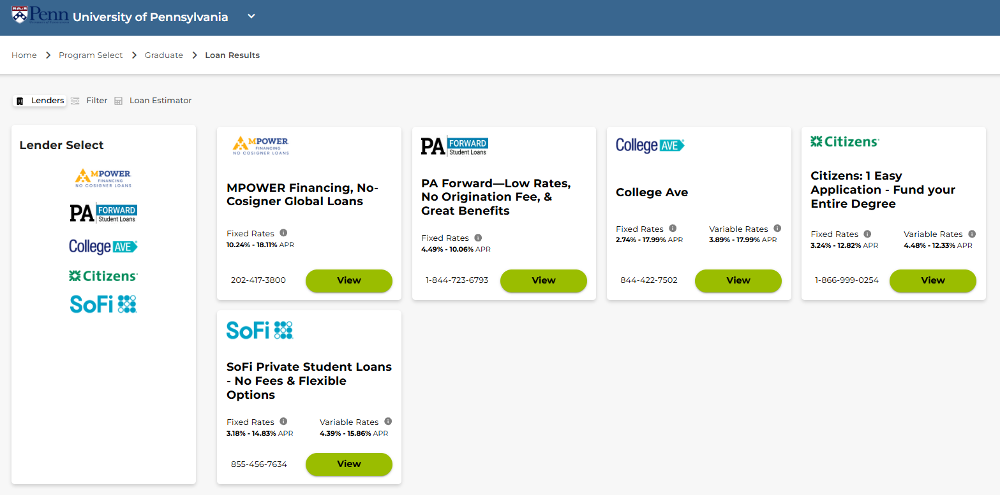 Penn University of Pennsylvania
Home Program Select Graduate Loan Results
Lenders Filter Loan Estimator
Lender Select
MPOWER
FINANCING
NO COSIGNER LOANS
PA FORWARD
Student Loans
College AVE
Citizens
SoFi
MPOWER
FINANCING
NO COSIGNER LOANS
MPOWER Financing, No-
Cosigner Global Loans
Fixed Rates
10.24% - 18.11% APR
202-417-3800
View
PA FORWARD
Student Loans
PA Forward—Low Rates,
No Origination Fee, &
Great Benefits
Fixed Rates
4.49% - 10.06% APR
1-844-723-6793
View
College AVE
College Ave
Fixed Rates
2.74% - 17.99% APR
Variable Rates
3.89% - 17.99% APR
844-422-7502
View
Citizens
Citizens: 1 Easy
Application - Fund your
Entire Degree
Fixed Rates
3.24% - 12.82% APR
Variable Rates
4.48% - 12.33% APR
1-866-999-0254
View
SoFi
SoFi Private Student Loans
- No Fees & Flexible
Options
Fixed Rates
3.18% - 14.83% APR
Variable Rates
4.39% - 15.86% APR
855-456-7634
View